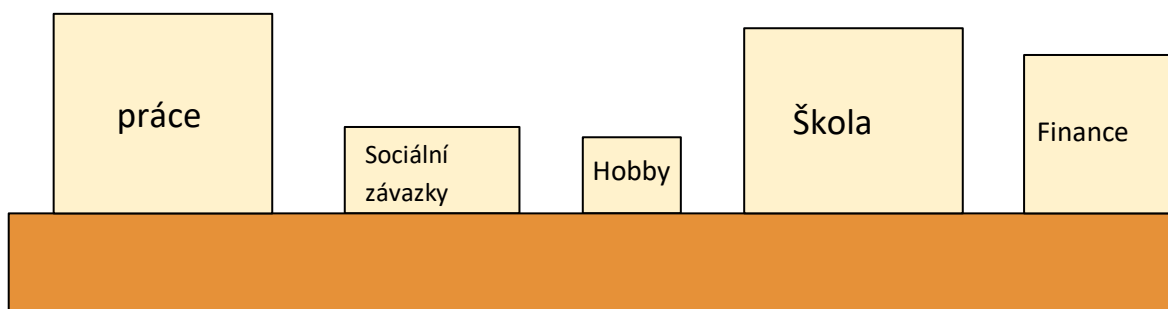 práce
Sociální
závazky
Hobby
Škola
Finance